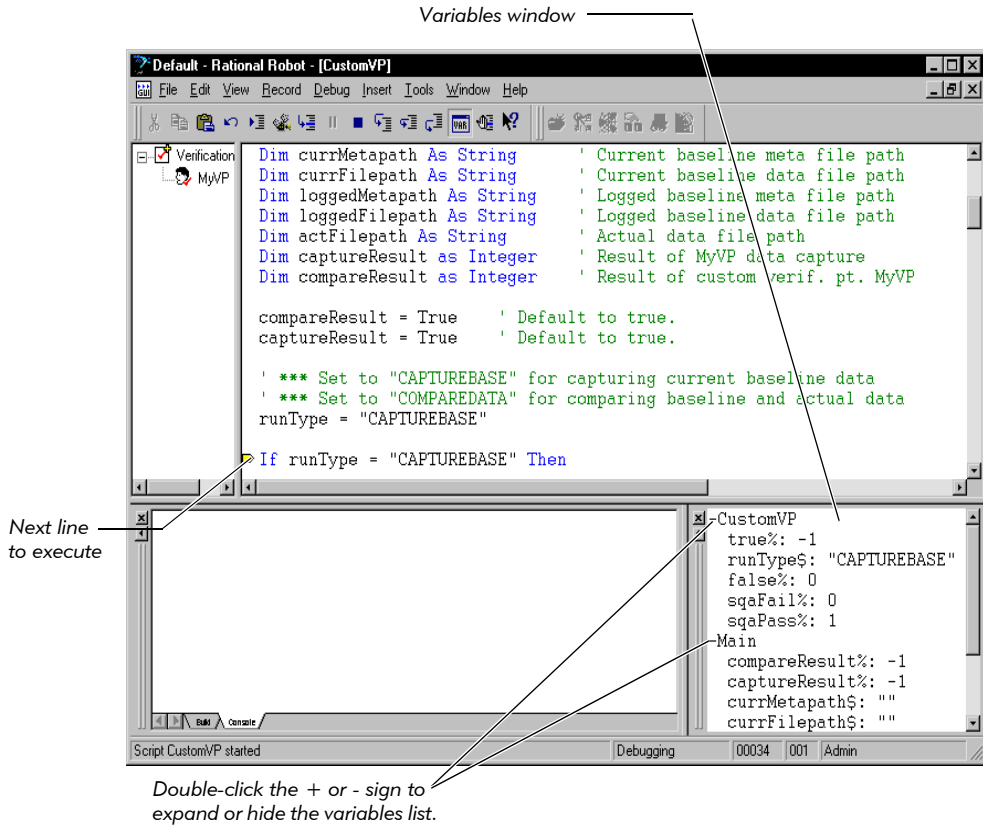 Variables window
Default - Rational Robot - [CustomVP]
File Edit View Record Debug Insert Tools Window Help
VAR
Verification
MyVP
Dim currMetapath As String ' Current baseline meta file path
Dim currFilepath As String ' Current baseline data file path
Dim loggedMetapath As String ' Logged baseline meta file path
Dim loggedFilepath As String ' Logged baseline data file path
Dim actFilepath As String ' Actual data file path
Dim captureResult as Integer ' Result of MyVP data capture
Dim compareResult as Integer ' Result of custom verif. pt. MyVP
compareResult = True ' Default to true.
captureResult = True ' Default to true.
' *** Set to "CAPTUREBASE" for capturing current baseline data
' *** Set to "COMPAREDATA" for comparing baseline and actual data
runType = "CAPTUREBASE"
If runType = "CAPTUREBASE" Then
Next line
to execute
-CustomVP
true%: -1
runType$: "CAPTUREBASE"
false%: 0
sqaFail%: 0
sqaPass%: 1
-Main
compareResult%: -1
captureResult%: -1
currMetapath$: ""
currFilepath$: ""
Build Console
Script CustomVP started Debugging 00034 001 Admin
Double-click the + or - sign to
expand or hide the variables list.